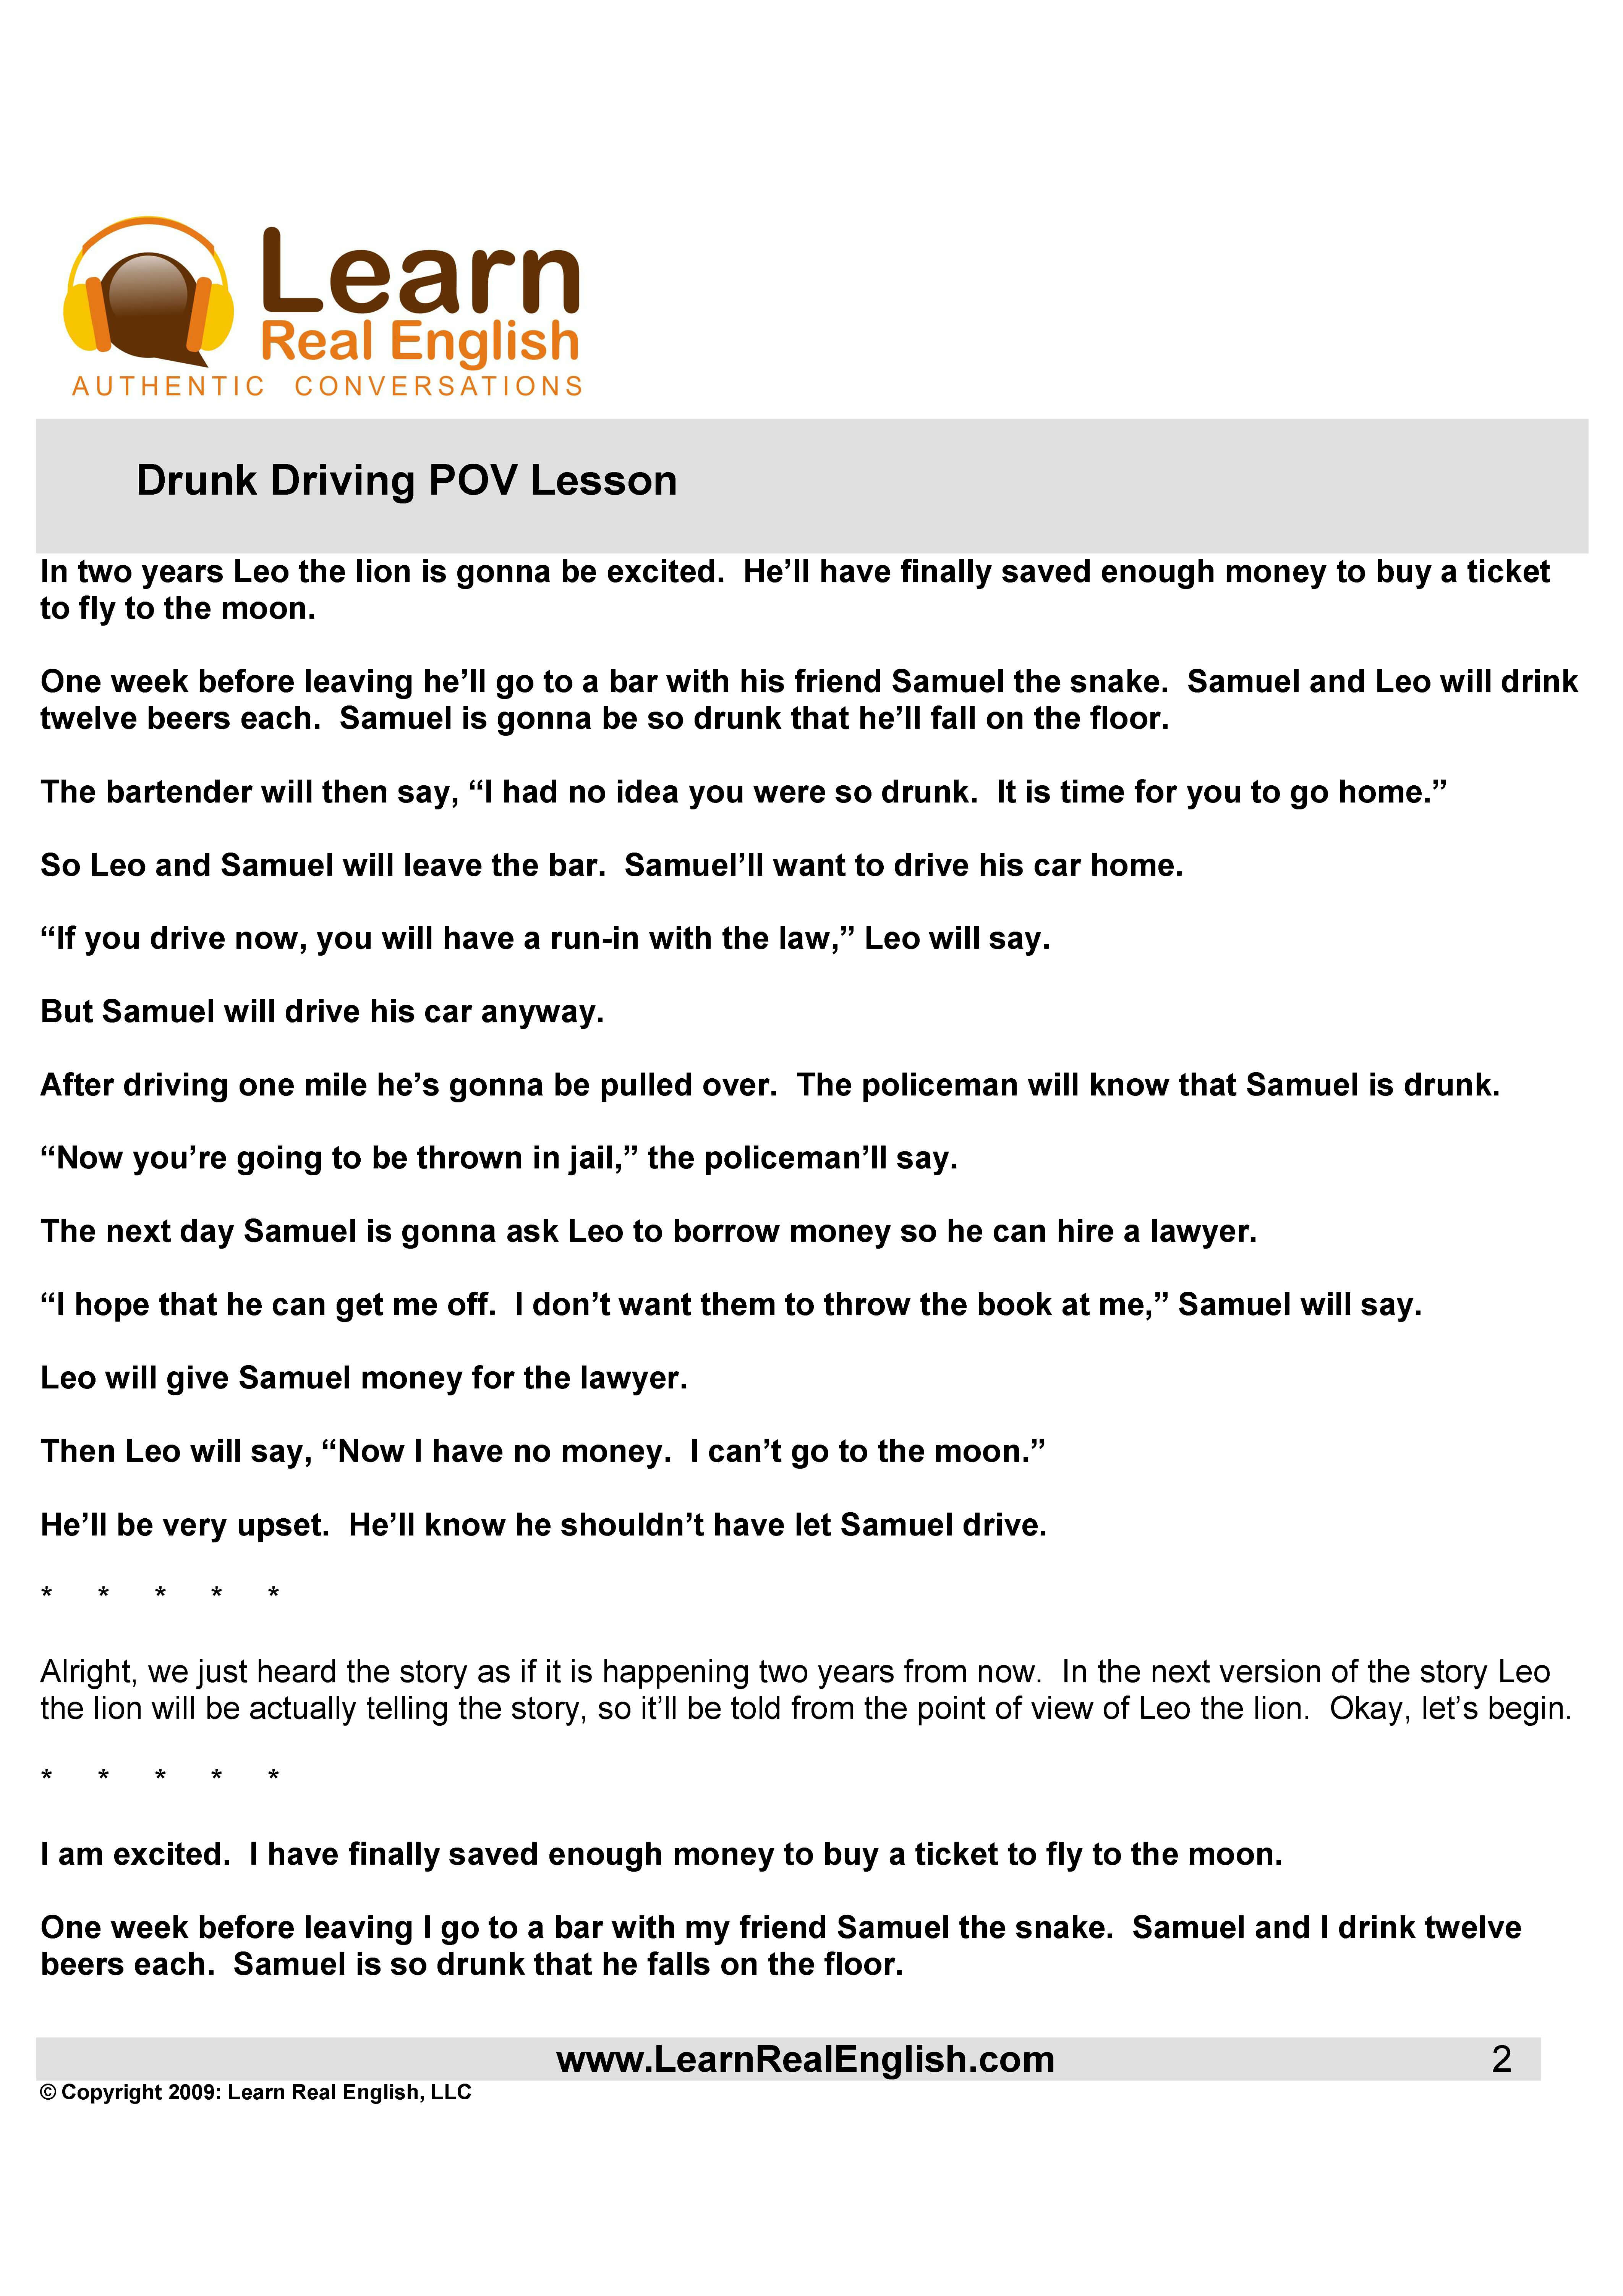 Learn
Real English
AUTHENTIC CONVERSATIONS
Drunk Driving POV Lesson
In two years Leo the lion is gonna be excited.  He’ll have finally saved enough money to buy a ticket
to fly to the moon.
One week before leaving he’ll go to a bar with his friend Samuel the snake.  Samuel and Leo will drink
twelve beers each.  Samuel is gonna be so drunk that he’ll fall on the floor.
The bartender will then say, “I had no idea you were so drunk.  It is time for you to go home.”
So Leo and Samuel will leave the bar.  Samuel’ll want to drive his car home.
“If you drive now, you will have a run-in with the law,” Leo will say.
But Samuel will drive his car anyway.
After driving one mile he’s gonna be pulled over.  The policeman will know that Samuel is drunk.
“Now you’re going to be thrown in jail,” the policeman’ll say.
The next day Samuel is gonna ask Leo to borrow money so he can hire a lawyer.
“I hope that he can get me off.  I don’t want them to throw the book at me,” Samuel will say.
Leo will give Samuel money for the lawyer.
Then Leo will say, “Now I have no money.  I can’t go to the moon.”
He’ll be very upset.  He’ll know he shouldn’t have let Samuel drive.
* * * * *
Alright, we just heard the story as if it is happening two years from now.  In the next version of the story Leo
the lion will be actually telling the story, so it’ll be told from the point of view of Leo the lion.  Okay, let’s begin.
* * * * *
I am excited.  I have finally saved enough money to buy a ticket to fly to the moon.
One week before leaving I go to a bar with my friend Samuel the snake.  Samuel and I drink twelve
beers each.  Samuel is so drunk that he falls on the floor.
www.LearnRealEnglish.com 2
© Copyright 2009: Learn Real English, LLC